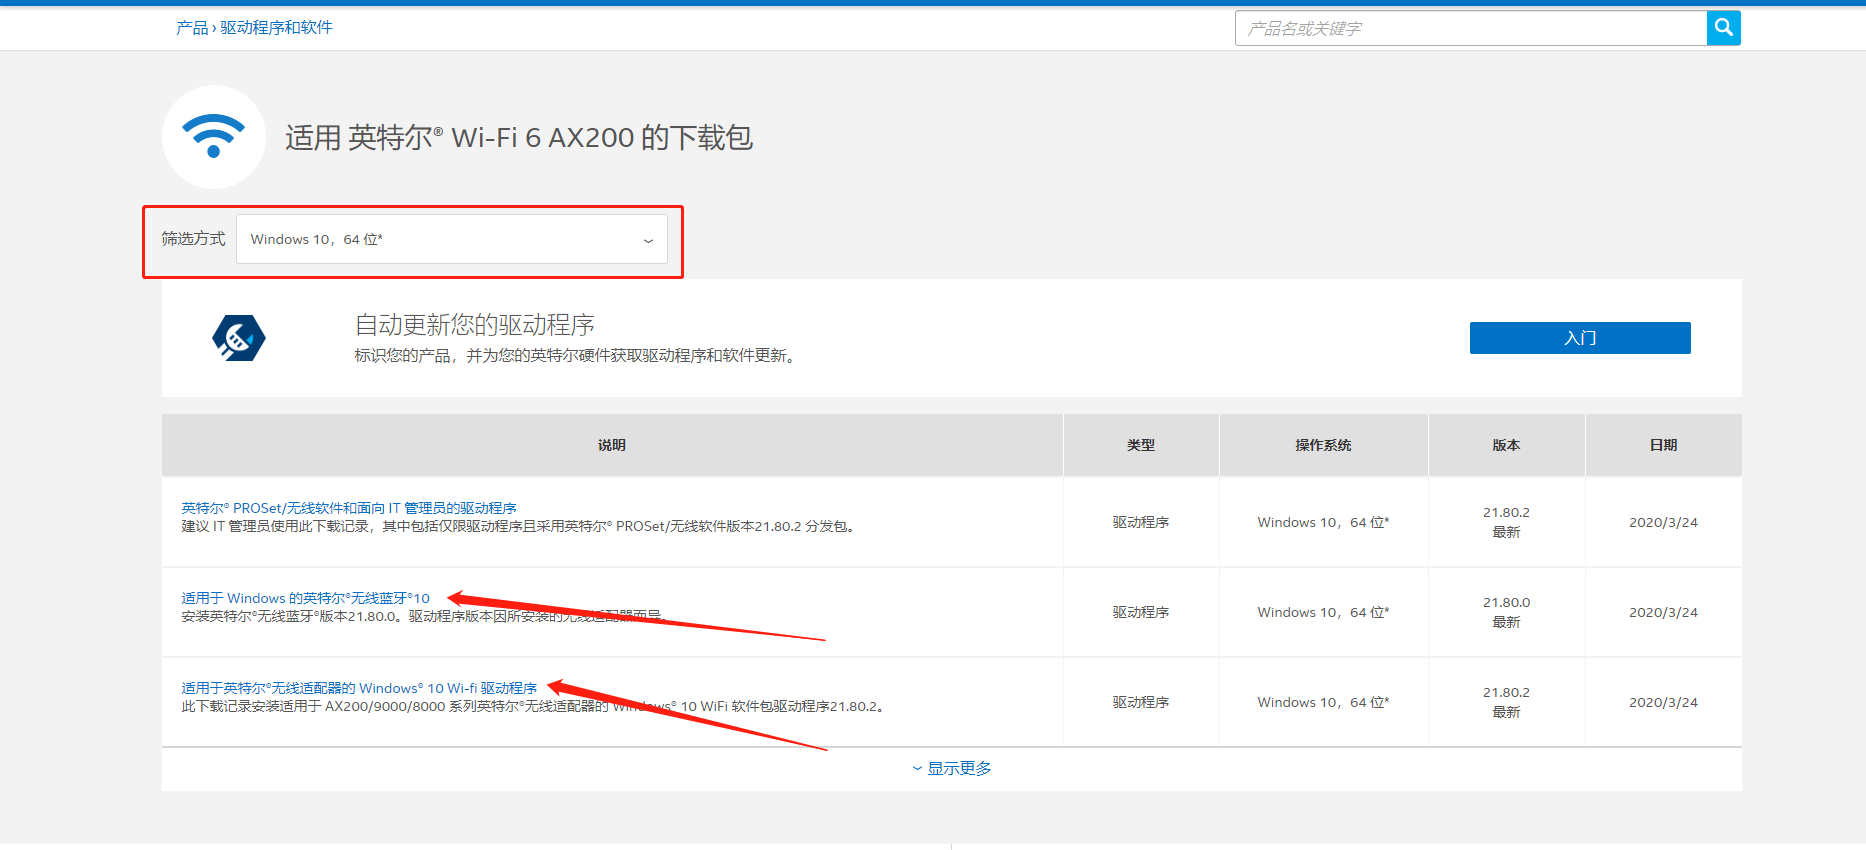 产品 › 驱动程序和软件
产品名或关键字
适用 英特尔® Wi-Fi 6 AX200 的下载包
筛选方式
Windows 10，64 位*
自动更新您的驱动程序
标识您的产品，并为您的英特尔硬件获取驱动程序和软件更新。
入门
说明 类型 操作系统 版本 日期
英特尔® PROSet/无线软件和面向 IT 管理员的驱动程序
建议 IT 管理员使用此下载记录，其中包括仅限驱动程序且采用英特尔® PROSet/无线软件版本21.80.2 分发包。
驱动程序
Windows 10，64 位*
21.80.2
最新
2020/3/24
适用于 Windows 的英特尔®无线蓝牙®10
安装英特尔®无线蓝牙®版本21.80.0。驱动程序版本因所安装的无线适配器而异。
驱动程序
Windows 10，64 位*
21.80.0
最新
2020/3/24
适用于英特尔®无线适配器的 Windows® 10 Wi-fi 驱动程序
此下载记录安装适用于 AX200/9000/8000 系列英特尔®无线适配器的 Windows® 10 WiFi 软件包驱动程序21.80.2。
驱动程序
Windows 10，64 位*
21.80.2
最新
2020/3/24
显示更多